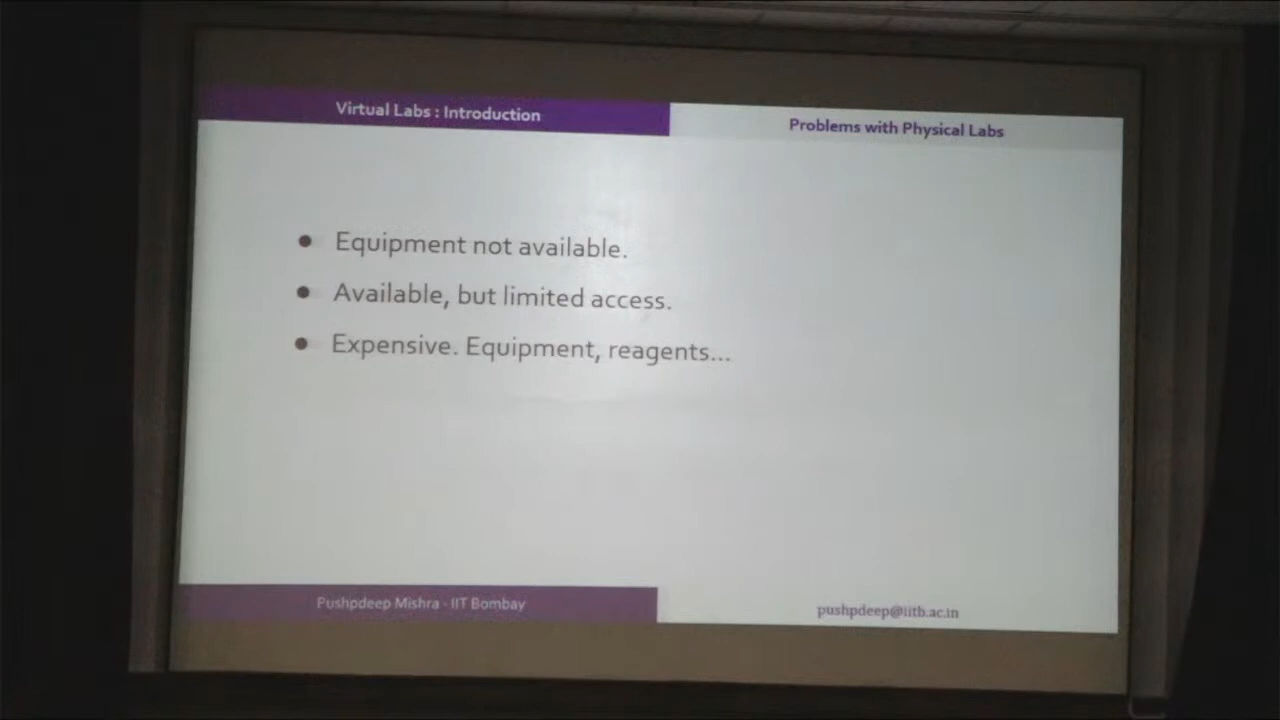 Virtual Labs : Introduction
Problems with Physical Labs
● Equipment not available.
● Available, but limited access.
● Expensive. Equipment, reagents...
Pushpdeep Mishra - IIT Bombay
pushpdeep@iitb.ac.in